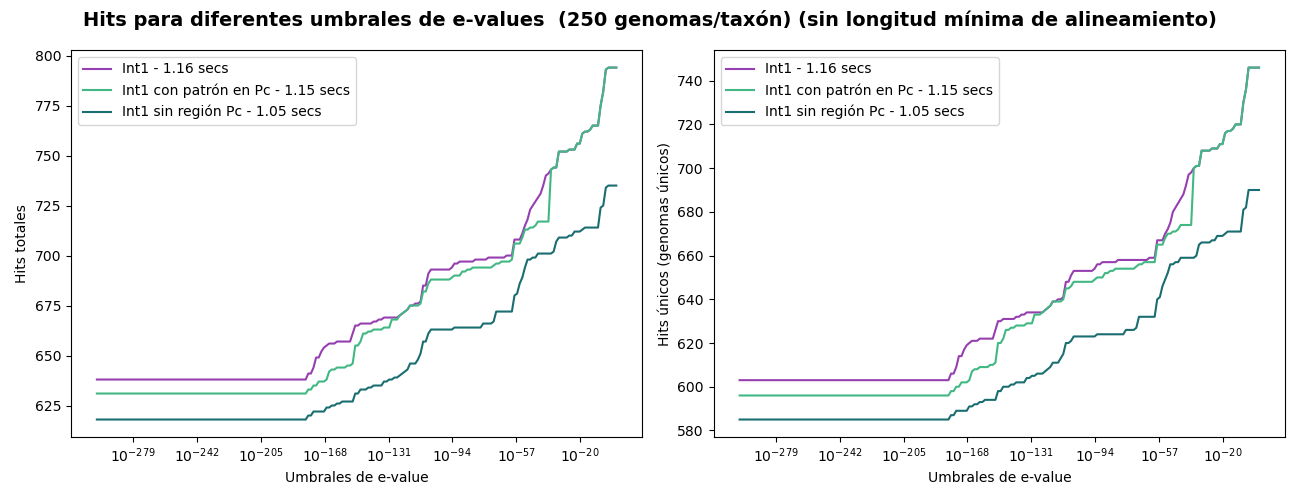 Hits para diferentes umbrales de e-values  (250 genomas/taxón) (sin longitud mínima de alineamiento)
Int1 - 1.16 secs
Int1 con patrón en Pc - 1.15 secs
Int1 sin región Pc - 1.05 secs
Hits totales
800
775
750
725
700
675
650
625
10⁻²⁷⁹ 10⁻²⁴² 10⁻²⁰⁵ 10⁻¹⁶⁸ 10⁻¹³¹ 10⁻⁹⁴ 10⁻⁵⁷ 10⁻²⁰
Umbrales de e-value
Int1 - 1.16 secs
Int1 con patrón en Pc - 1.15 secs
Int1 sin región Pc - 1.05 secs
Hits únicos (genomas únicos)
740
720
700
680
660
640
620
600
580
10⁻²⁷⁹ 10⁻²⁴² 10⁻²⁰⁵ 10⁻¹⁶⁸ 10⁻¹³¹ 10⁻⁹⁴ 10⁻⁵⁷ 10⁻²⁰
Umbrales de e-value